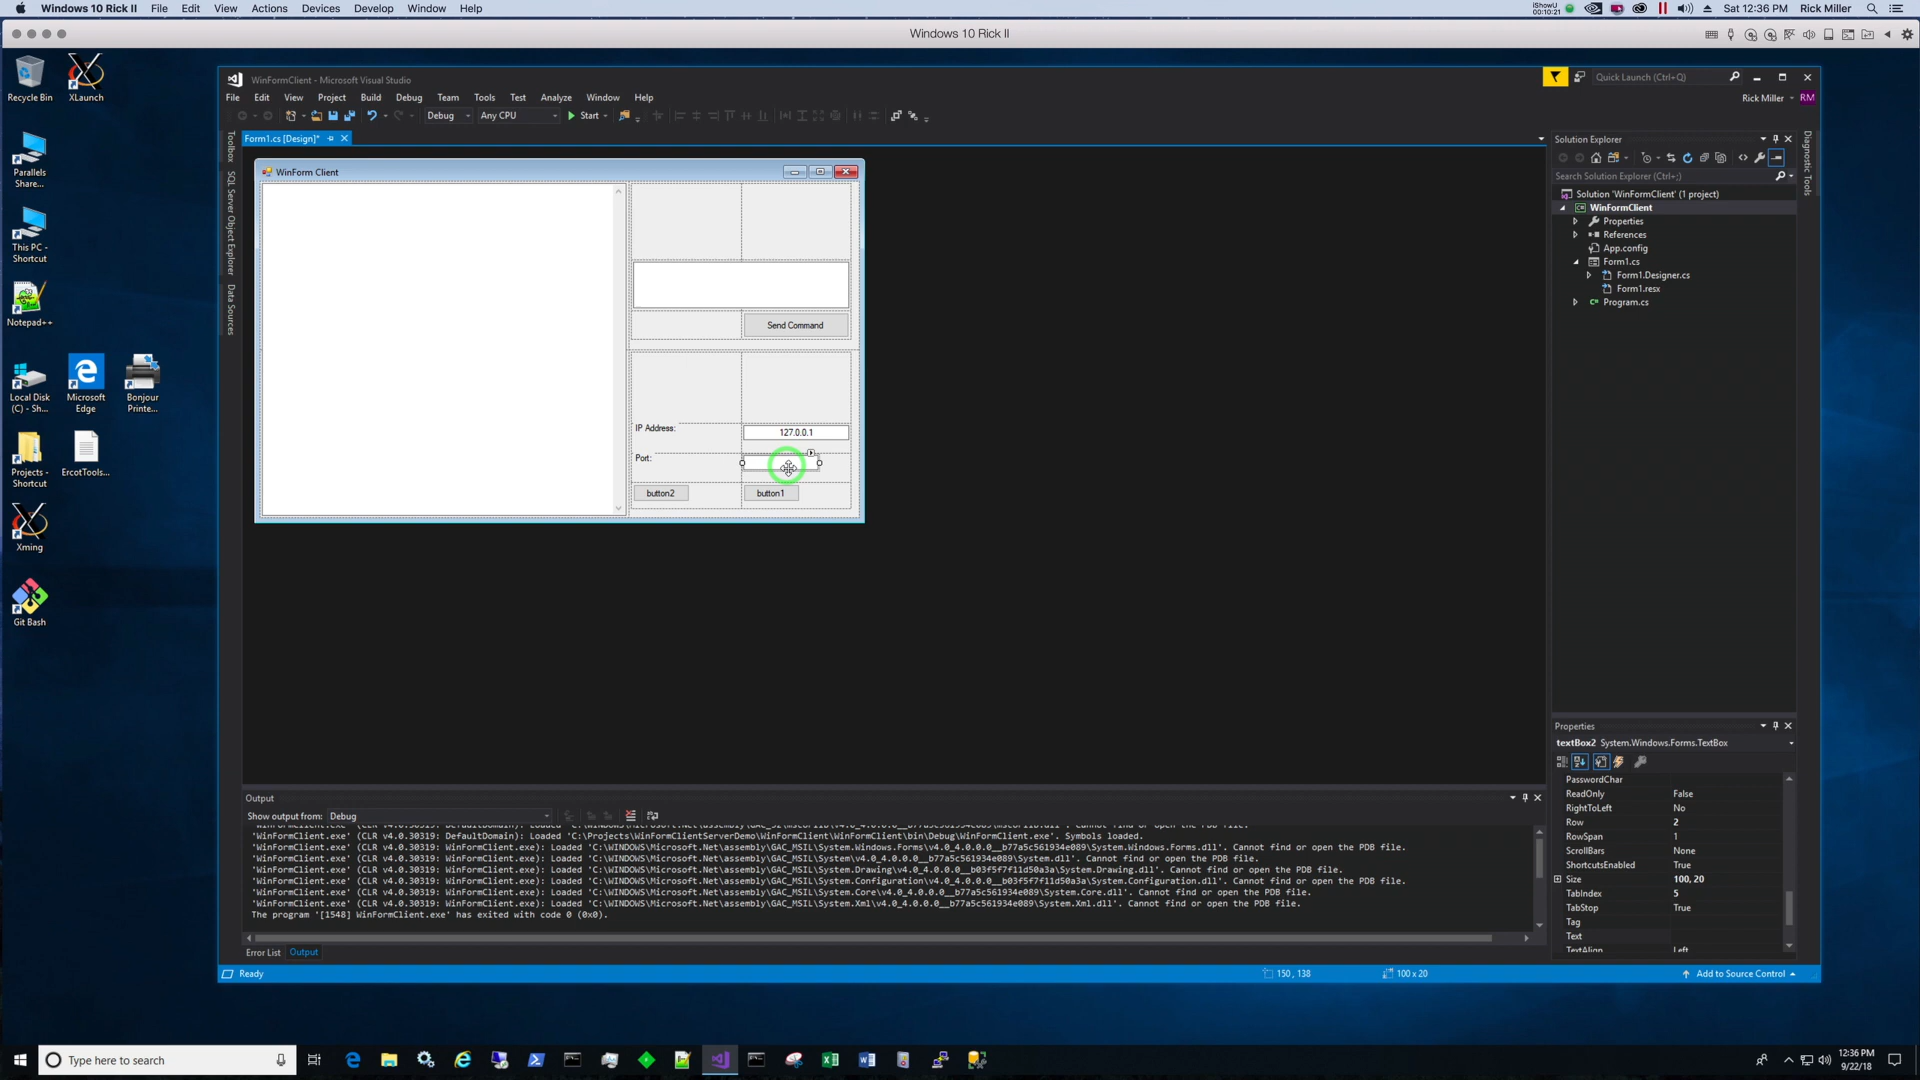 Windows 10 Rick II File Edit View Actions Devices Develop Window Help
iShowU 00:10:21 Sat 12:36 PM Rick Miller
Windows 10 Rick II
Recycle Bin
XLaunch
Parallels Share...
This PC - Shortcut
Notepad++
Local Disk (C) - Sh...
Microsoft Edge
Bonjour Printe...
Projects - Shortcut
ErcotTools...
Xming
Git Bash
WinFormClient - Microsoft Visual Studio
Quick Launch (Ctrl+;)
File Edit View Project Build Debug Team Tools Test Analyze Window Help
Rick Miller RM
Debug Any CPU Start
Form1.cs [Design]*
Toolbox
SQL Server Object Explorer
Data Sources
WinForm Client
Send Command
IP Address: 127.0.0.1
Port:
button2 button1
Solution Explorer
Search Solution Explorer (Ctrl+;)
Solution 'WinFormClient' (1 project)
WinFormClient
Properties
References
App.config
Form1.cs
Form1.Designer.cs
Form1.resx
Program.cs
Diagnostic Tools
Properties
textBox2 System.Windows.Forms.TextBox
PasswordChar
ReadOnly False
RightToLeft No
Row 2
RowSpan 1
ScrollBars None
ShortcutsEnabled True
Size 100, 20
TabIndex 5
TabStop True
Tag
Text
TextAlign Left
Output
Show output from: Debug
'WinFormClient.exe' (CLR v4.0.30319: DefaultDomain): Loaded 'C:\Projects\WinFormClientServerDemo\WinFormClient\WinFormClient\bin\Debug\WinFormClient.exe'. Symbols loaded.
'WinFormClient.exe' (CLR v4.0.30319: WinFormClient.exe): Loaded 'C:\WINDOWS\Microsoft.Net\assembly\GAC_MSIL\System.Windows.Forms\v4.0_4.0.0.0__b77a5c561934e089\System.Windows.Forms.dll'. Cannot find or open the PDB file.
'WinFormClient.exe' (CLR v4.0.30319: WinFormClient.exe): Loaded 'C:\WINDOWS\Microsoft.Net\assembly\GAC_MSIL\System\v4.0_4.0.0.0__b77a5c561934e089\System.dll'. Cannot find or open the PDB file.
'WinFormClient.exe' (CLR v4.0.30319: WinFormClient.exe): Loaded 'C:\WINDOWS\Microsoft.Net\assembly\GAC_MSIL\System.Drawing\v4.0_4.0.0.0__b03f5f7f11d50a3a\System.Drawing.dll'. Cannot find or open the PDB file.
'WinFormClient.exe' (CLR v4.0.30319: WinFormClient.exe): Loaded 'C:\WINDOWS\Microsoft.Net\assembly\GAC_MSIL\System.Configuration\v4.0_4.0.0.0__b03f5f7f11d50a3a\System.Configuration.dll'. Cannot find or open the PDB file.
'WinFormClient.exe' (CLR v4.0.30319: WinFormClient.exe): Loaded 'C:\WINDOWS\Microsoft.Net\assembly\GAC_MSIL\System.Core\v4.0_4.0.0.0__b77a5c561934e089\System.Core.dll'. Cannot find or open the PDB file.
'WinFormClient.exe' (CLR v4.0.30319: WinFormClient.exe): Loaded 'C:\WINDOWS\Microsoft.Net\assembly\GAC_MSIL\System.Xml\v4.0_4.0.0.0__b77a5c561934e089\System.Xml.dll'. Cannot find or open the PDB file.
The program '[1548] WinFormClient.exe' has exited with code 0 (0x0).
Error List Output
Ready 150 , 138 100 x 20 Add to Source Control
Type here to search
12:36 PM
9/22/18